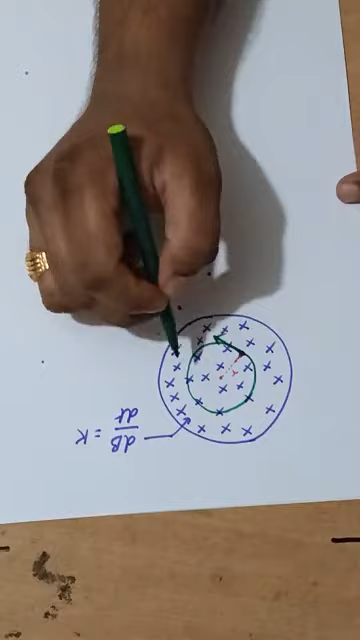 r
dB/dt = K